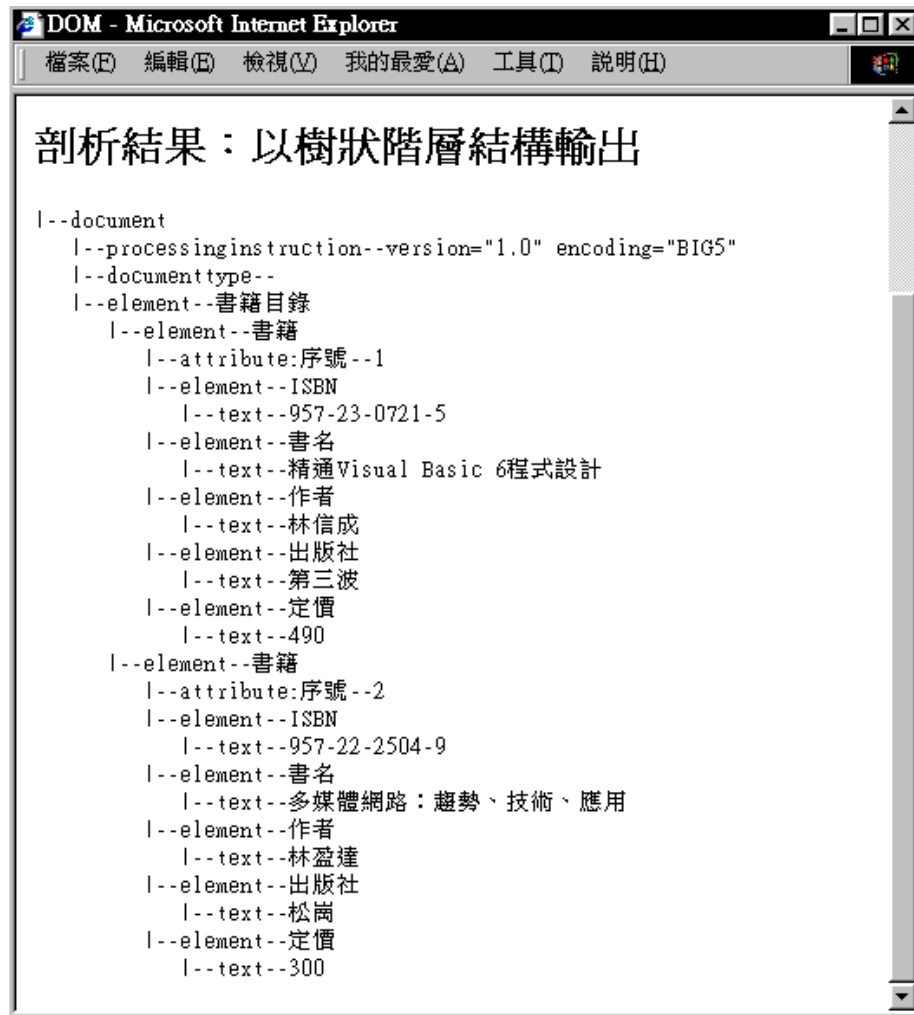 DOM - Microsoft Internet Explorer
檔案(F) 編輯(E) 檢視(V) 我的最愛(A) 工具(T) 說明(H)
剖析結果：以樹狀階層結構輸出
|--document
   |--processinginstruction--version="1.0" encoding="BIG5"
   |--documenttype--
   |--element--書籍目錄
      |--element--書籍
         |--attribute:序號--1
         |--element--ISBN
            |--text--957-23-0721-5
         |--element--書名
            |--text--精通Visual Basic 6程式設計
         |--element--作者
            |--text--林信成
         |--element--出版社
            |--text--第三波
         |--element--定價
            |--text--490
      |--element--書籍
         |--attribute:序號--2
         |--element--ISBN
            |--text--957-22-2504-9
         |--element--書名
            |--text--多媒體網路：趨勢、技術、應用
         |--element--作者
            |--text--林盈達
         |--element--出版社
            |--text--松崗
         |--element--定價
            |--text--300